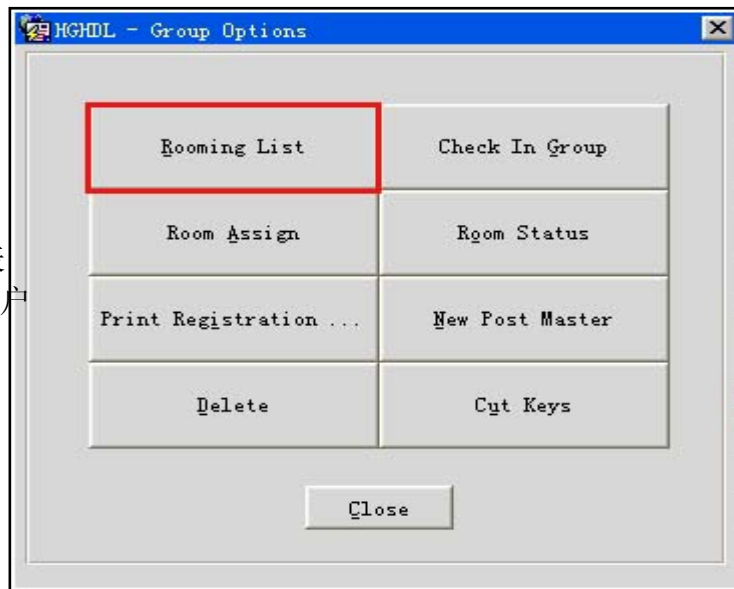 HGHDL - Group Options
Rooming List
Check In Group
Room Assign
Room Status
户
Print Registration ...
New Post Master
Delete
Cut Keys
Close